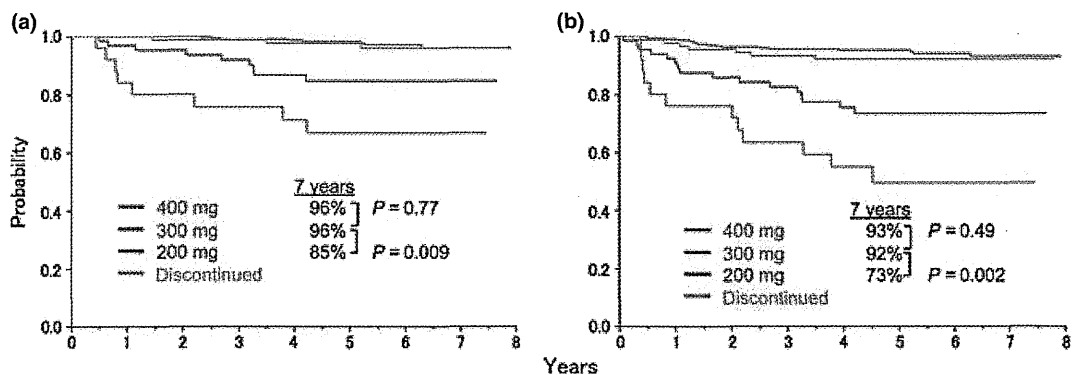 (a)
Probability
1.0
0.8
0.6
0.4
0.2
0.0
7 years
400 mg 96% P = 0.77
300 mg 96%
200 mg 85% P = 0.009
Discontinued
1 2 3 4 5 6 7 8
(b)
1.0
0.8
0.6
0.4
0.2
0.0
7 years
400 mg 93% P = 0.49
300 mg 92%
200 mg 73% P = 0.002
Discontinued
0 1 2 3 4 5 6 7 8
Years